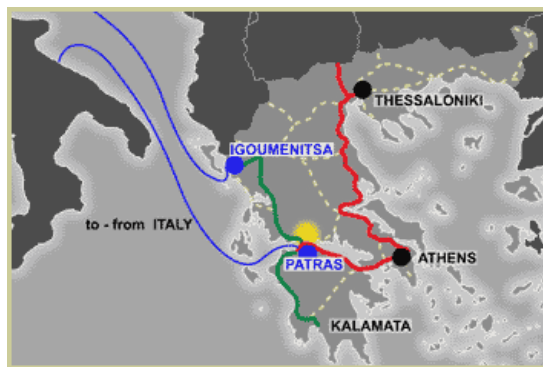 THESSALONIKI
IGOUMENITSA
to - from ITALY
PATRAS
ATHENS
KALAMATA